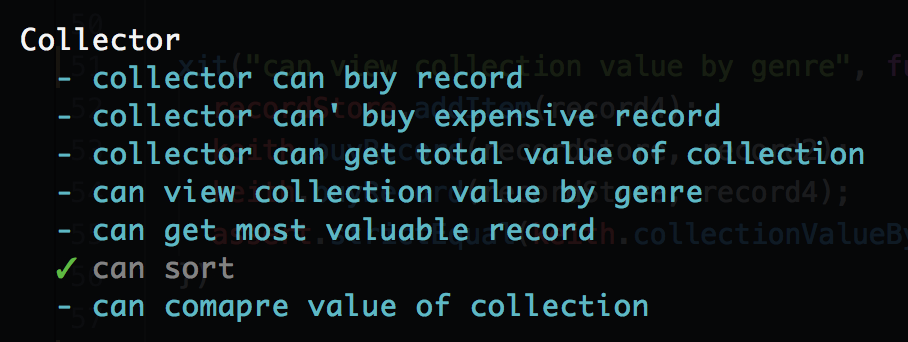 Collector
- collector can buy record
- collector can' buy expensive record
- collector can get total value of collection
- can view collection value by genre
- can get most valuable record
✓ can sort
- can comapre value of collection